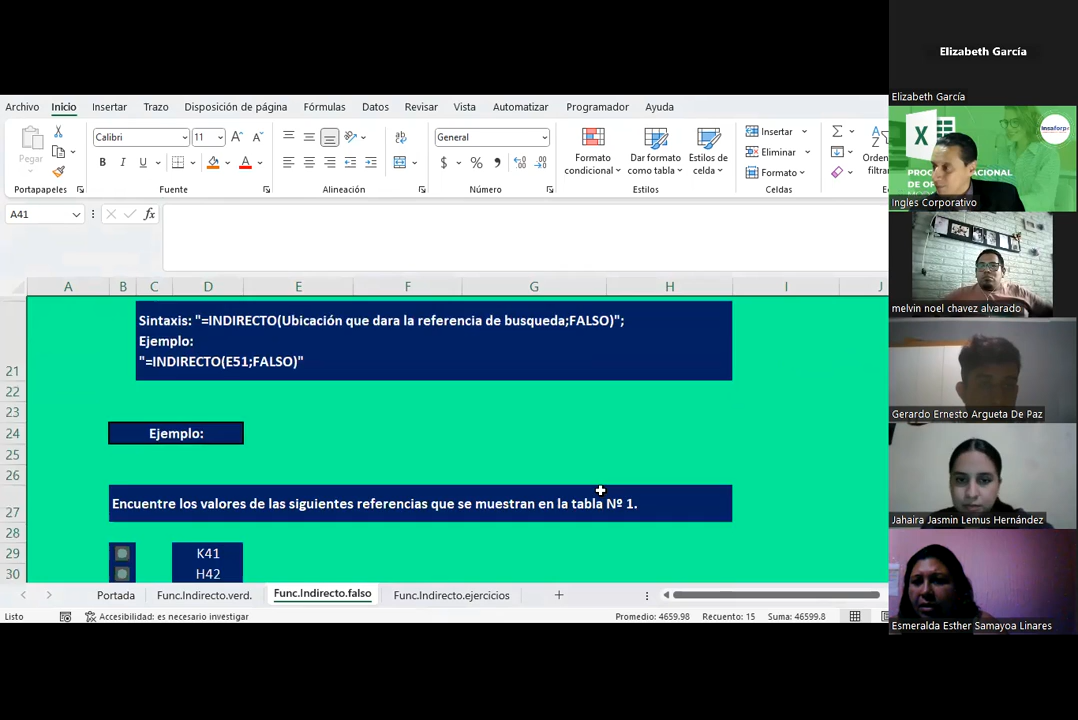 Elizabeth García
Elizabeth García
Archivo Inicio Insertar Trazo Disposición de página Fórmulas Datos Revisar Vista Automatizar Programador Ayuda
Pegar
Calibri 11
General
Formato condicional
Dar formato como tabla
Estilos de celda
Insertar
Eliminar
Formato
Orden
filtrar
Portapapeles Fuente Alineación Número Estilos Celdas
A41
fx
A B C D E F G H I J
Sintaxis: "=INDIRECTO(Ubicación que dara la referencia de busqueda;FALSO)";
Ejemplo:
21 "=INDIRECTO(E51;FALSO)"
22
23
24 Ejemplo:
25
26
27 Encuentre los valores de las siguientes referencias que se muestran en la tabla Nº 1.
28
29 K41
30 H42
Portada Func.Indirecto.verd. Func.Indirecto.falso Func.Indirecto.ejercicios
Listo Accesibilidad: es necesario investigar Promedio: 4659.98 Recuento: 15 Suma: 46599.8
insaforp
Ingles Corporativo
melvin noel chavez alvarado
Gerardo Ernesto Argueta De Paz
Jahaira Jasmin Lemus Hernández
Esmeralda Esther Samayoa Linares